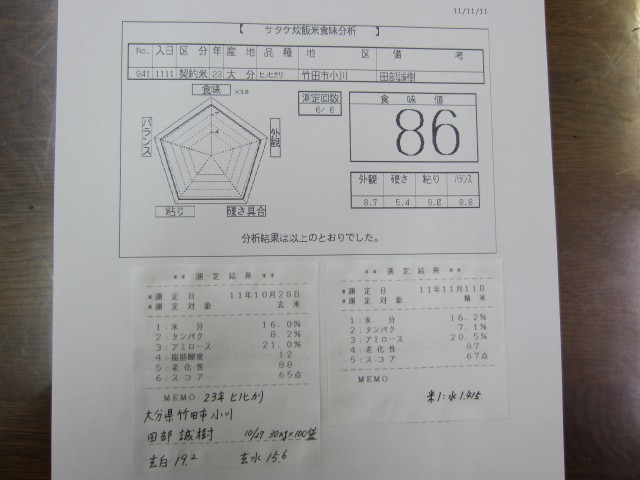 11/11/11
【 サタケ炊飯米食味分析 】
No. 入日 区分 年 産地 品種 地区 備考
941 1111 契約米 23 大分 ヒノヒカリ 竹田市小川 田部誠樹
食味 ×10
外観
硬さ具合
粘り
バランス
測定回数
6/6
食味値
86
外観 硬さ 粘り バランス
8.7 5.4 9.0 8.8
分析結果は以上のとおりでした。
** 測定結果 **
*測定日 11年10月28日
*測定対象 玄米
1:水分 16.0%
2:タンパク 8.2%
3:アミロース 21.0%
4:脂肪酸度 12
5:老化性 88
6:スコア 65点
MEMO 23年ヒノヒカリ
大分県竹田市小川
田部誠樹 10/27 30kg×100袋
玄白 19.2 玄水 15.6
** 測定結果 **
*測定日 11年11月11日
*測定対象 精米
1:水分 16.2%
2:タンパク 7.1%
3:アミロース 20.5%
4:老化性 87
5:スコア 67点
MEMO
米1:水1.415